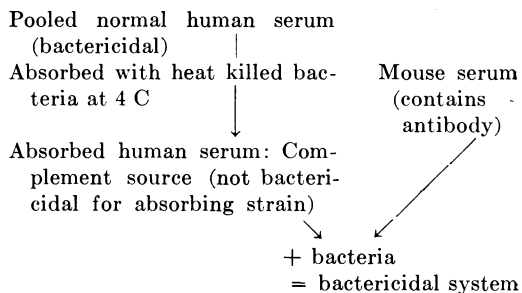 Pooled normal human serum
(bactericidal)
Absorbed with heat killed bac-
teria at 4 C
Mouse serum
(contains
antibody)
Absorbed human serum: Com-
plement source (not bacteri-
cidal for absorbing strain)
+ bacteria
= bactericidal system